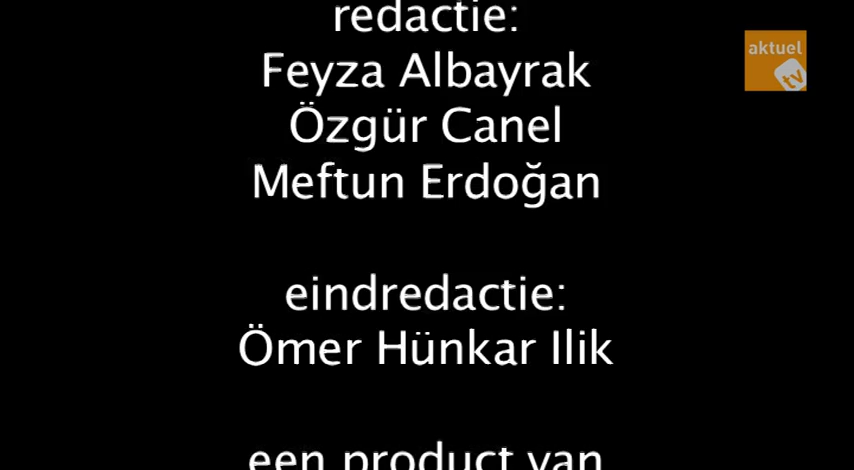 redactie:
Feyza Albayrak
Özgür Canel
Meftun Erdoğan
eindredactie:
Ömer Hünkar Ilik
een product van
aktuel
tv